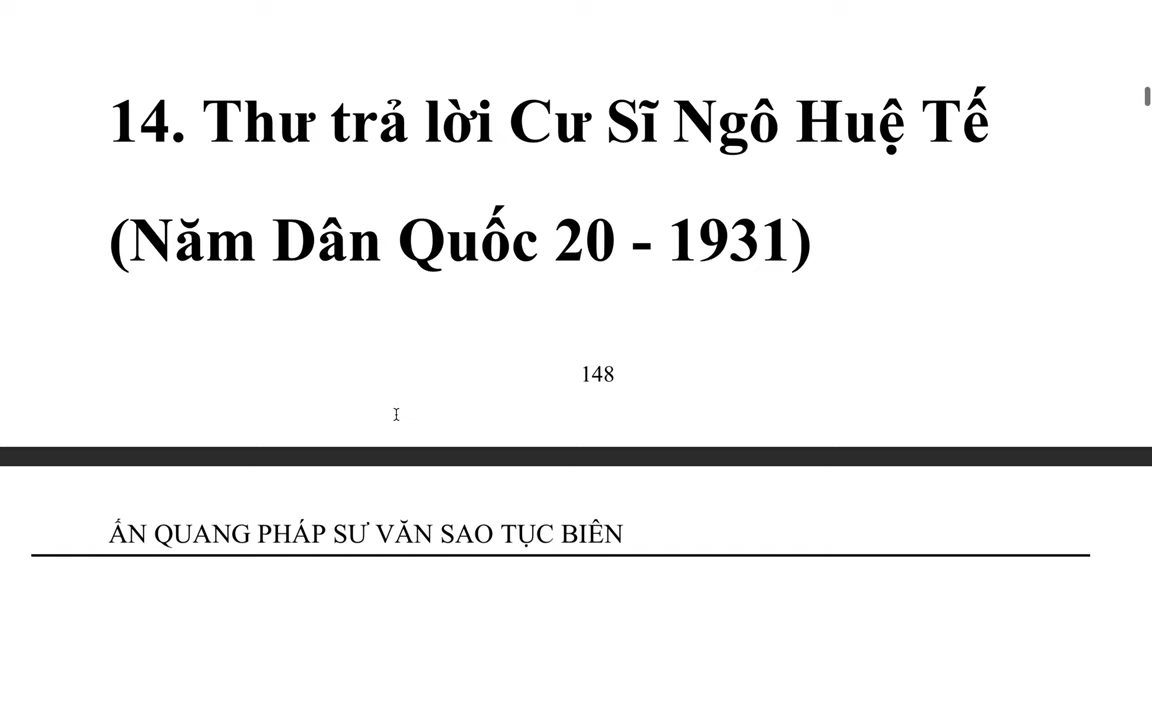 14. Thư trả lời Cư Sĩ Ngô Huệ Tế
(Năm Dân Quốc 20 - 1931)
148
ẤN QUANG PHÁP SƯ VĂN SAO TỤC BIÊN